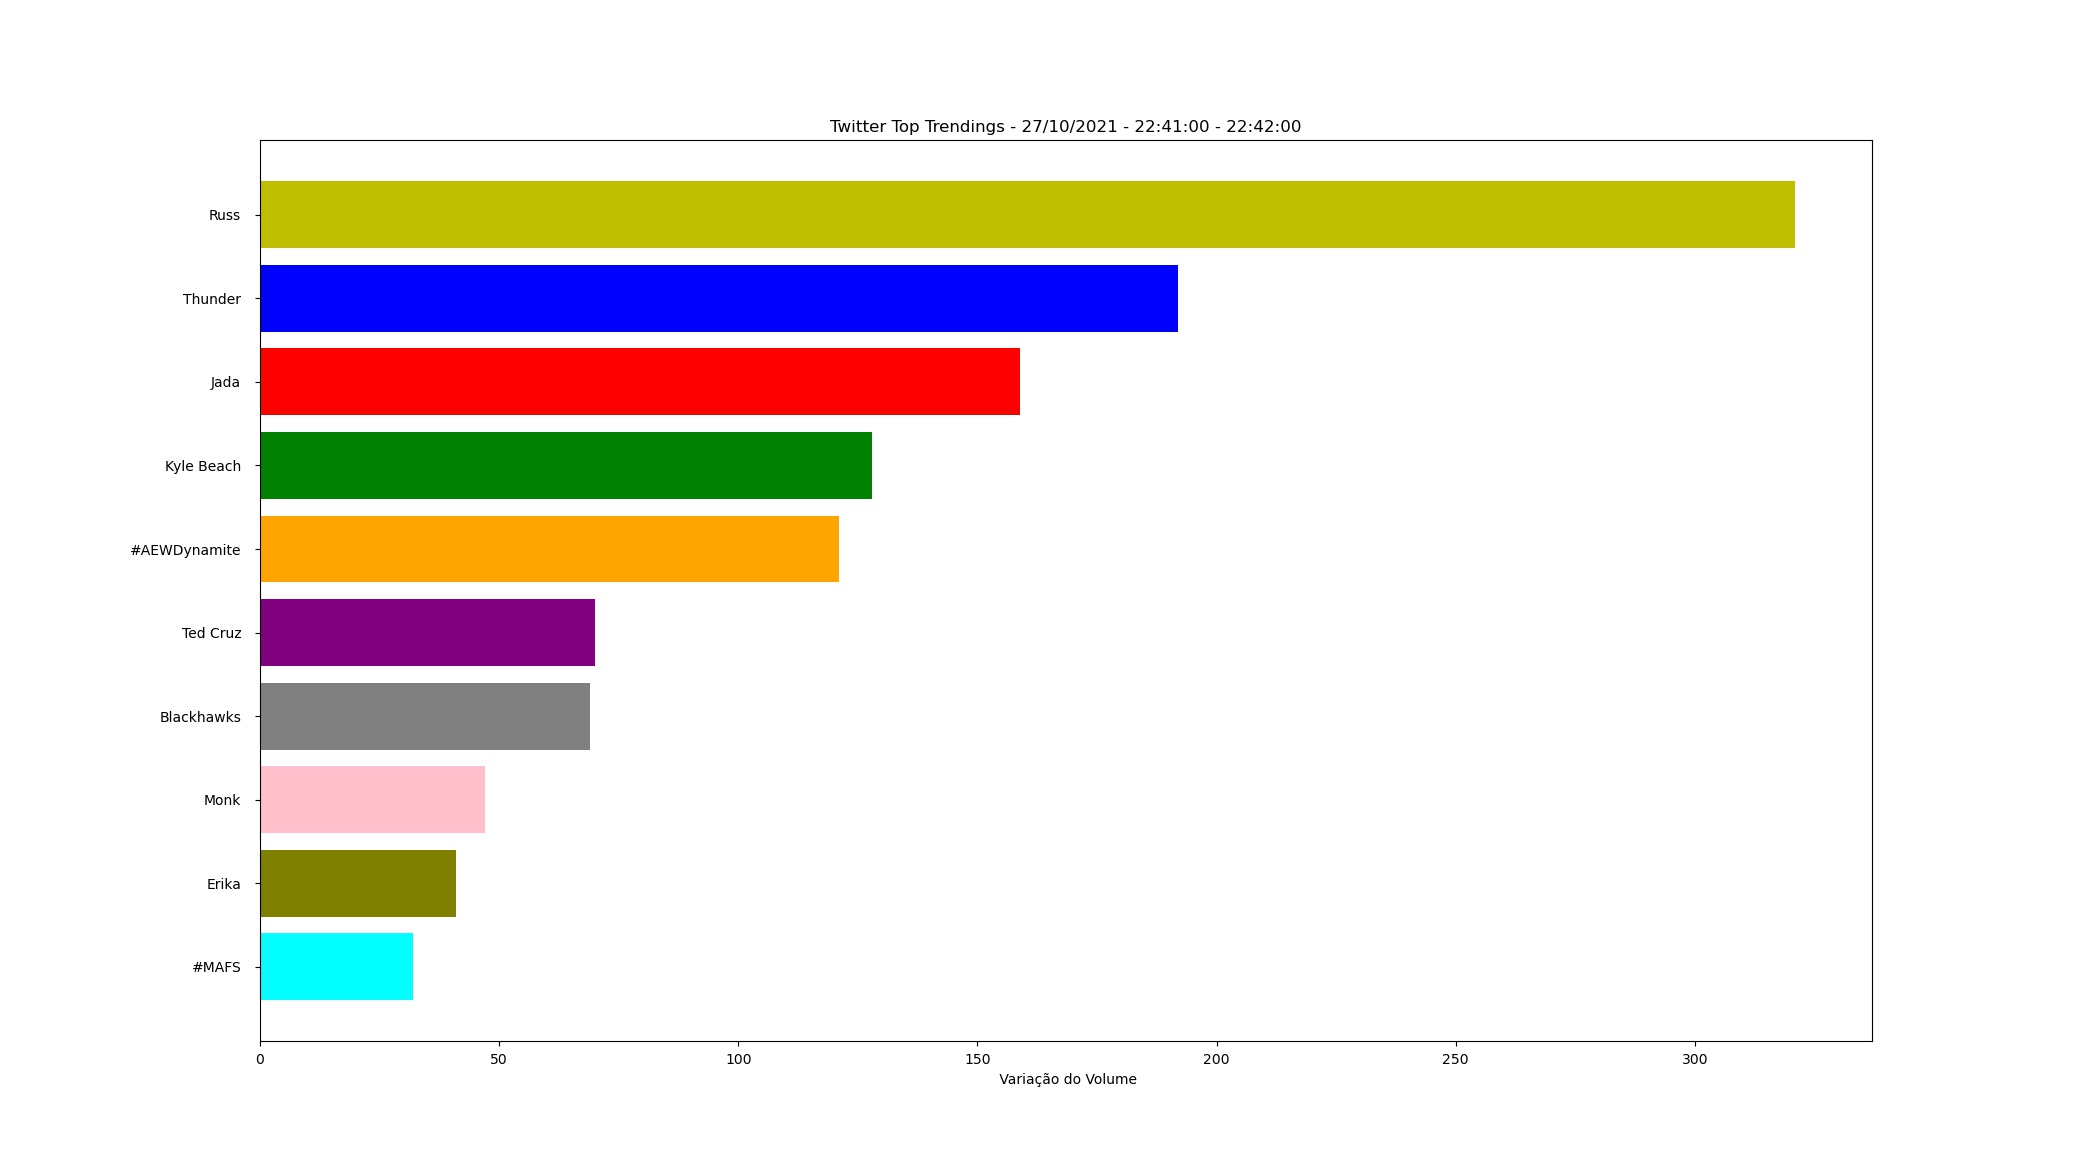 Twitter Top Trendings - 27/10/2021 - 22:41:00 - 22:42:00
Russ
Thunder
Jada
Kyle Beach
#AEWDynamite
Ted Cruz
Blackhawks
Monk
Erika
#MAFS
0 50 100 150 200 250 300
Variação do Volume